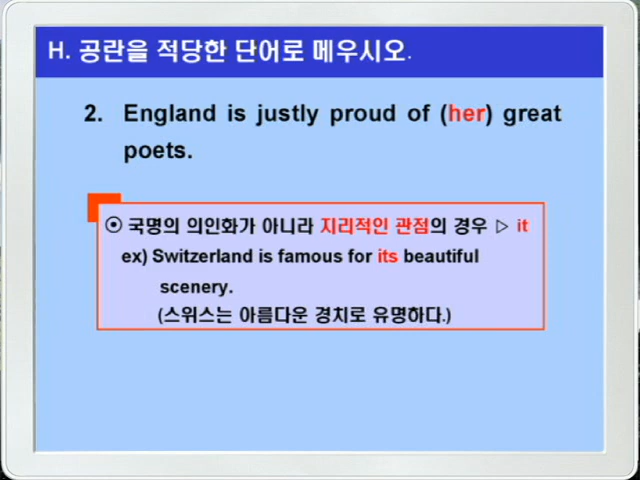 H. 공란을 적당한 단어로 메우시오.
2. England is justly proud of (her) great
poets.
⊙ 국명의 의인화가 아니라 지리적인 관점의 경우 ▷ it
ex) Switzerland is famous for its beautiful
scenery.
(스위스는 아름다운 경치로 유명하다.)